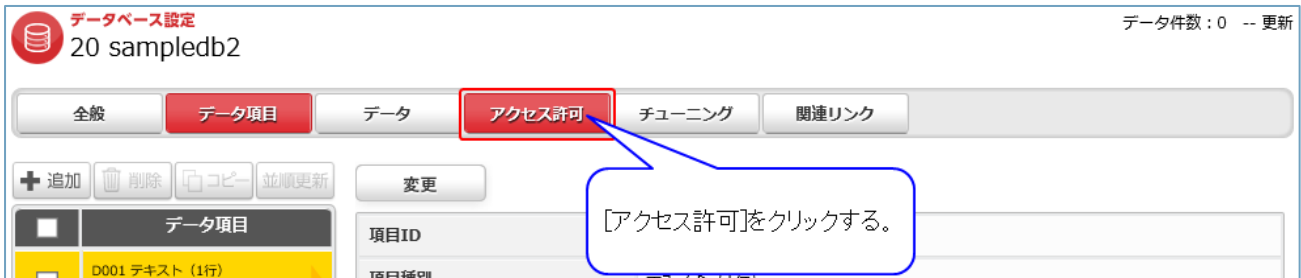 データベース設定
20 sampledb2
データ件数：0 -- 更新
全般 データ項目 データ アクセス許可 チューニング 関連リンク
追加 削除 コピー 並順更新 変更
データ項目
項目ID
[アクセス許可]をクリックする。
D001 テキスト（1行）
項目種別